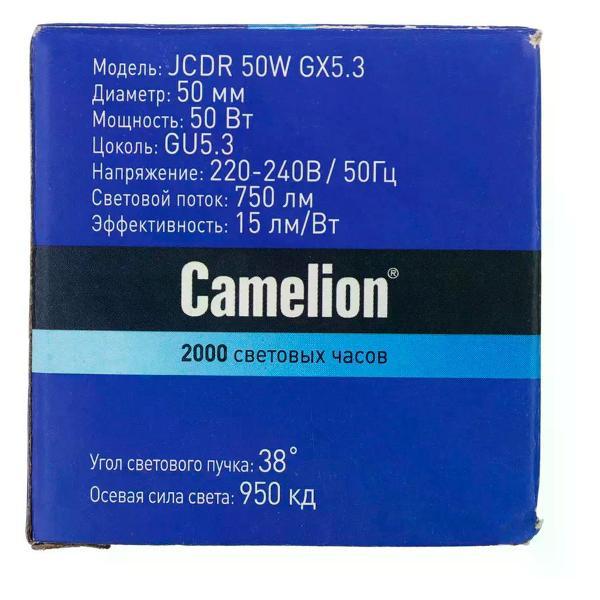 Модель: JCDR 50W GX5.3
Диаметр: 50 мм
Мощность: 50 Вт
Цоколь: GU5.3
Напряжение: 220-240В / 50Гц
Световой поток: 750 лм
Эффективность: 15 лм/Вт
Camelion®
2000 световых часов
Угол светового пучка: 38°
Осевая сила света: 950 кд